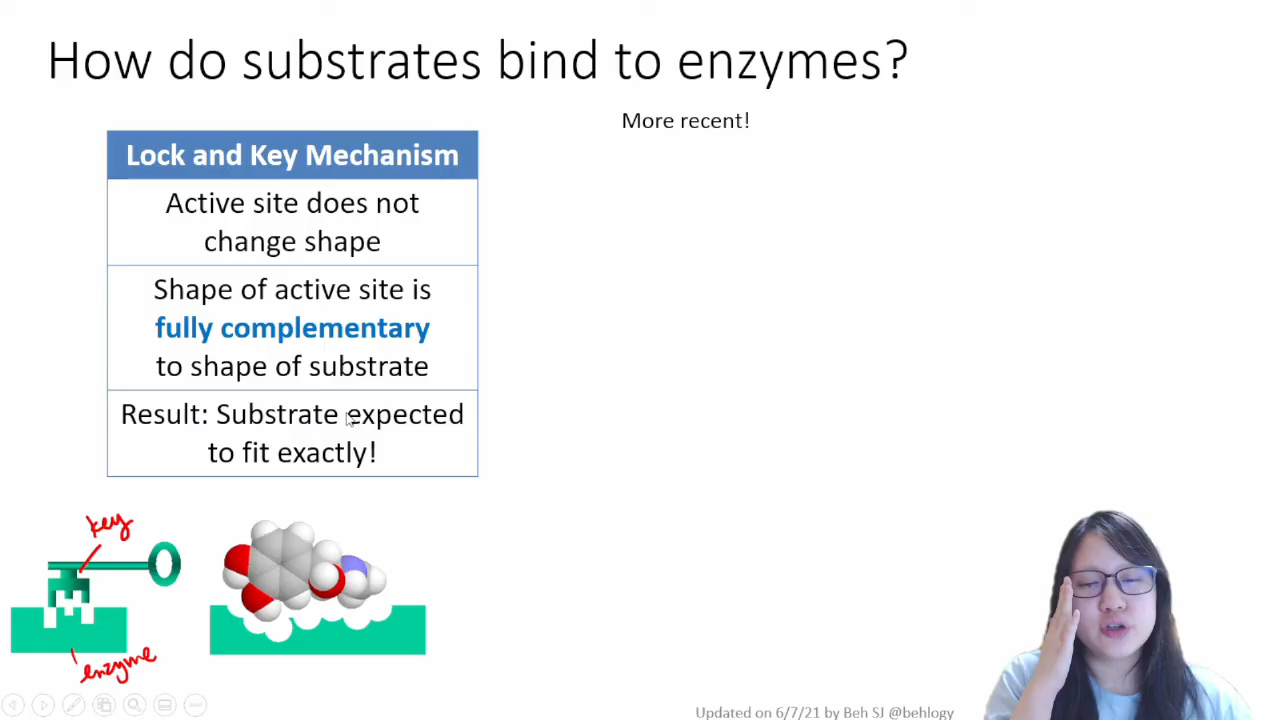 How do substrates bind to enzymes?
More recent!
Lock and Key Mechanism
Active site does not
change shape
Shape of active site is
fully complementary
to shape of substrate
Result: Substrate expected
to fit exactly!
key
enzyme
Updated on 6/7/21 by Beh SJ @behlogy